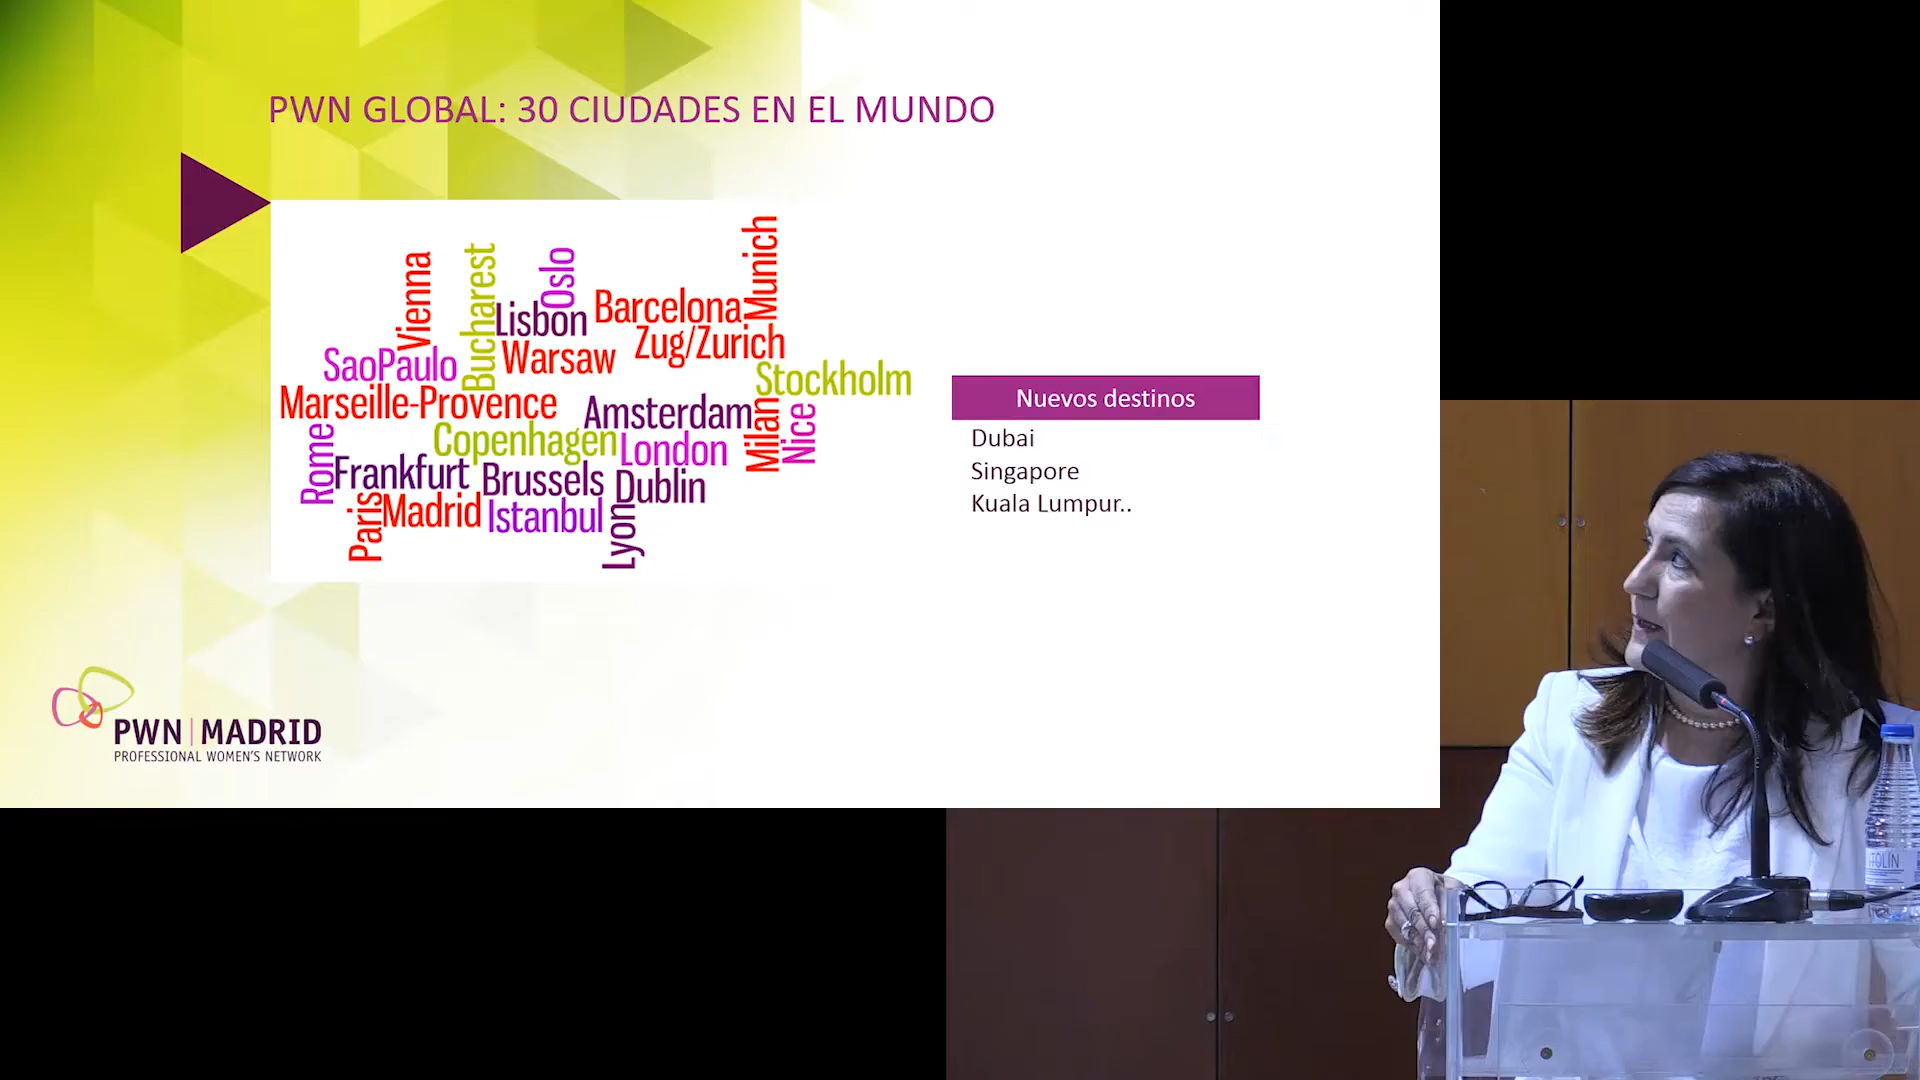 PWN GLOBAL: 30 CIUDADES EN EL MUNDO
Vienna
Bucharest
Oslo
Munich
Lisbon
Barcelona
Zug/Zurich
Warsaw
SaoPaulo
Stockholm
Marseille-Provence
Amsterdam
Milan
Nice
Copenhagen
London
Rome
Frankfurt
Brussels
Dublin
Paris
Madrid
Istanbul
Lyon
Nuevos destinos
Dubai
Singapore
Kuala Lumpur..
PWN | MADRID
PROFESSIONAL WOMEN'S NETWORK